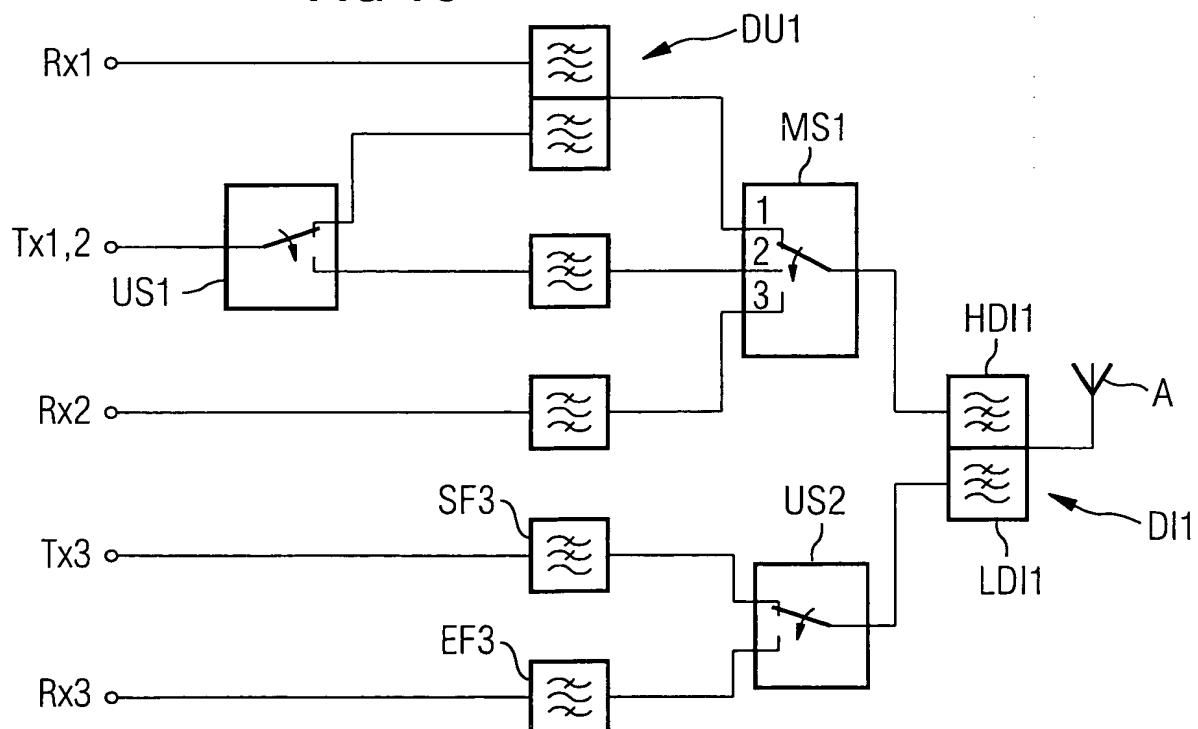 Rx1
DU1
MS1
1
Tx1,2
2
US1
3
HDI1
A
Rx2
SF3
US2
DI1
Tx3
LDI1
EF3
Rx3